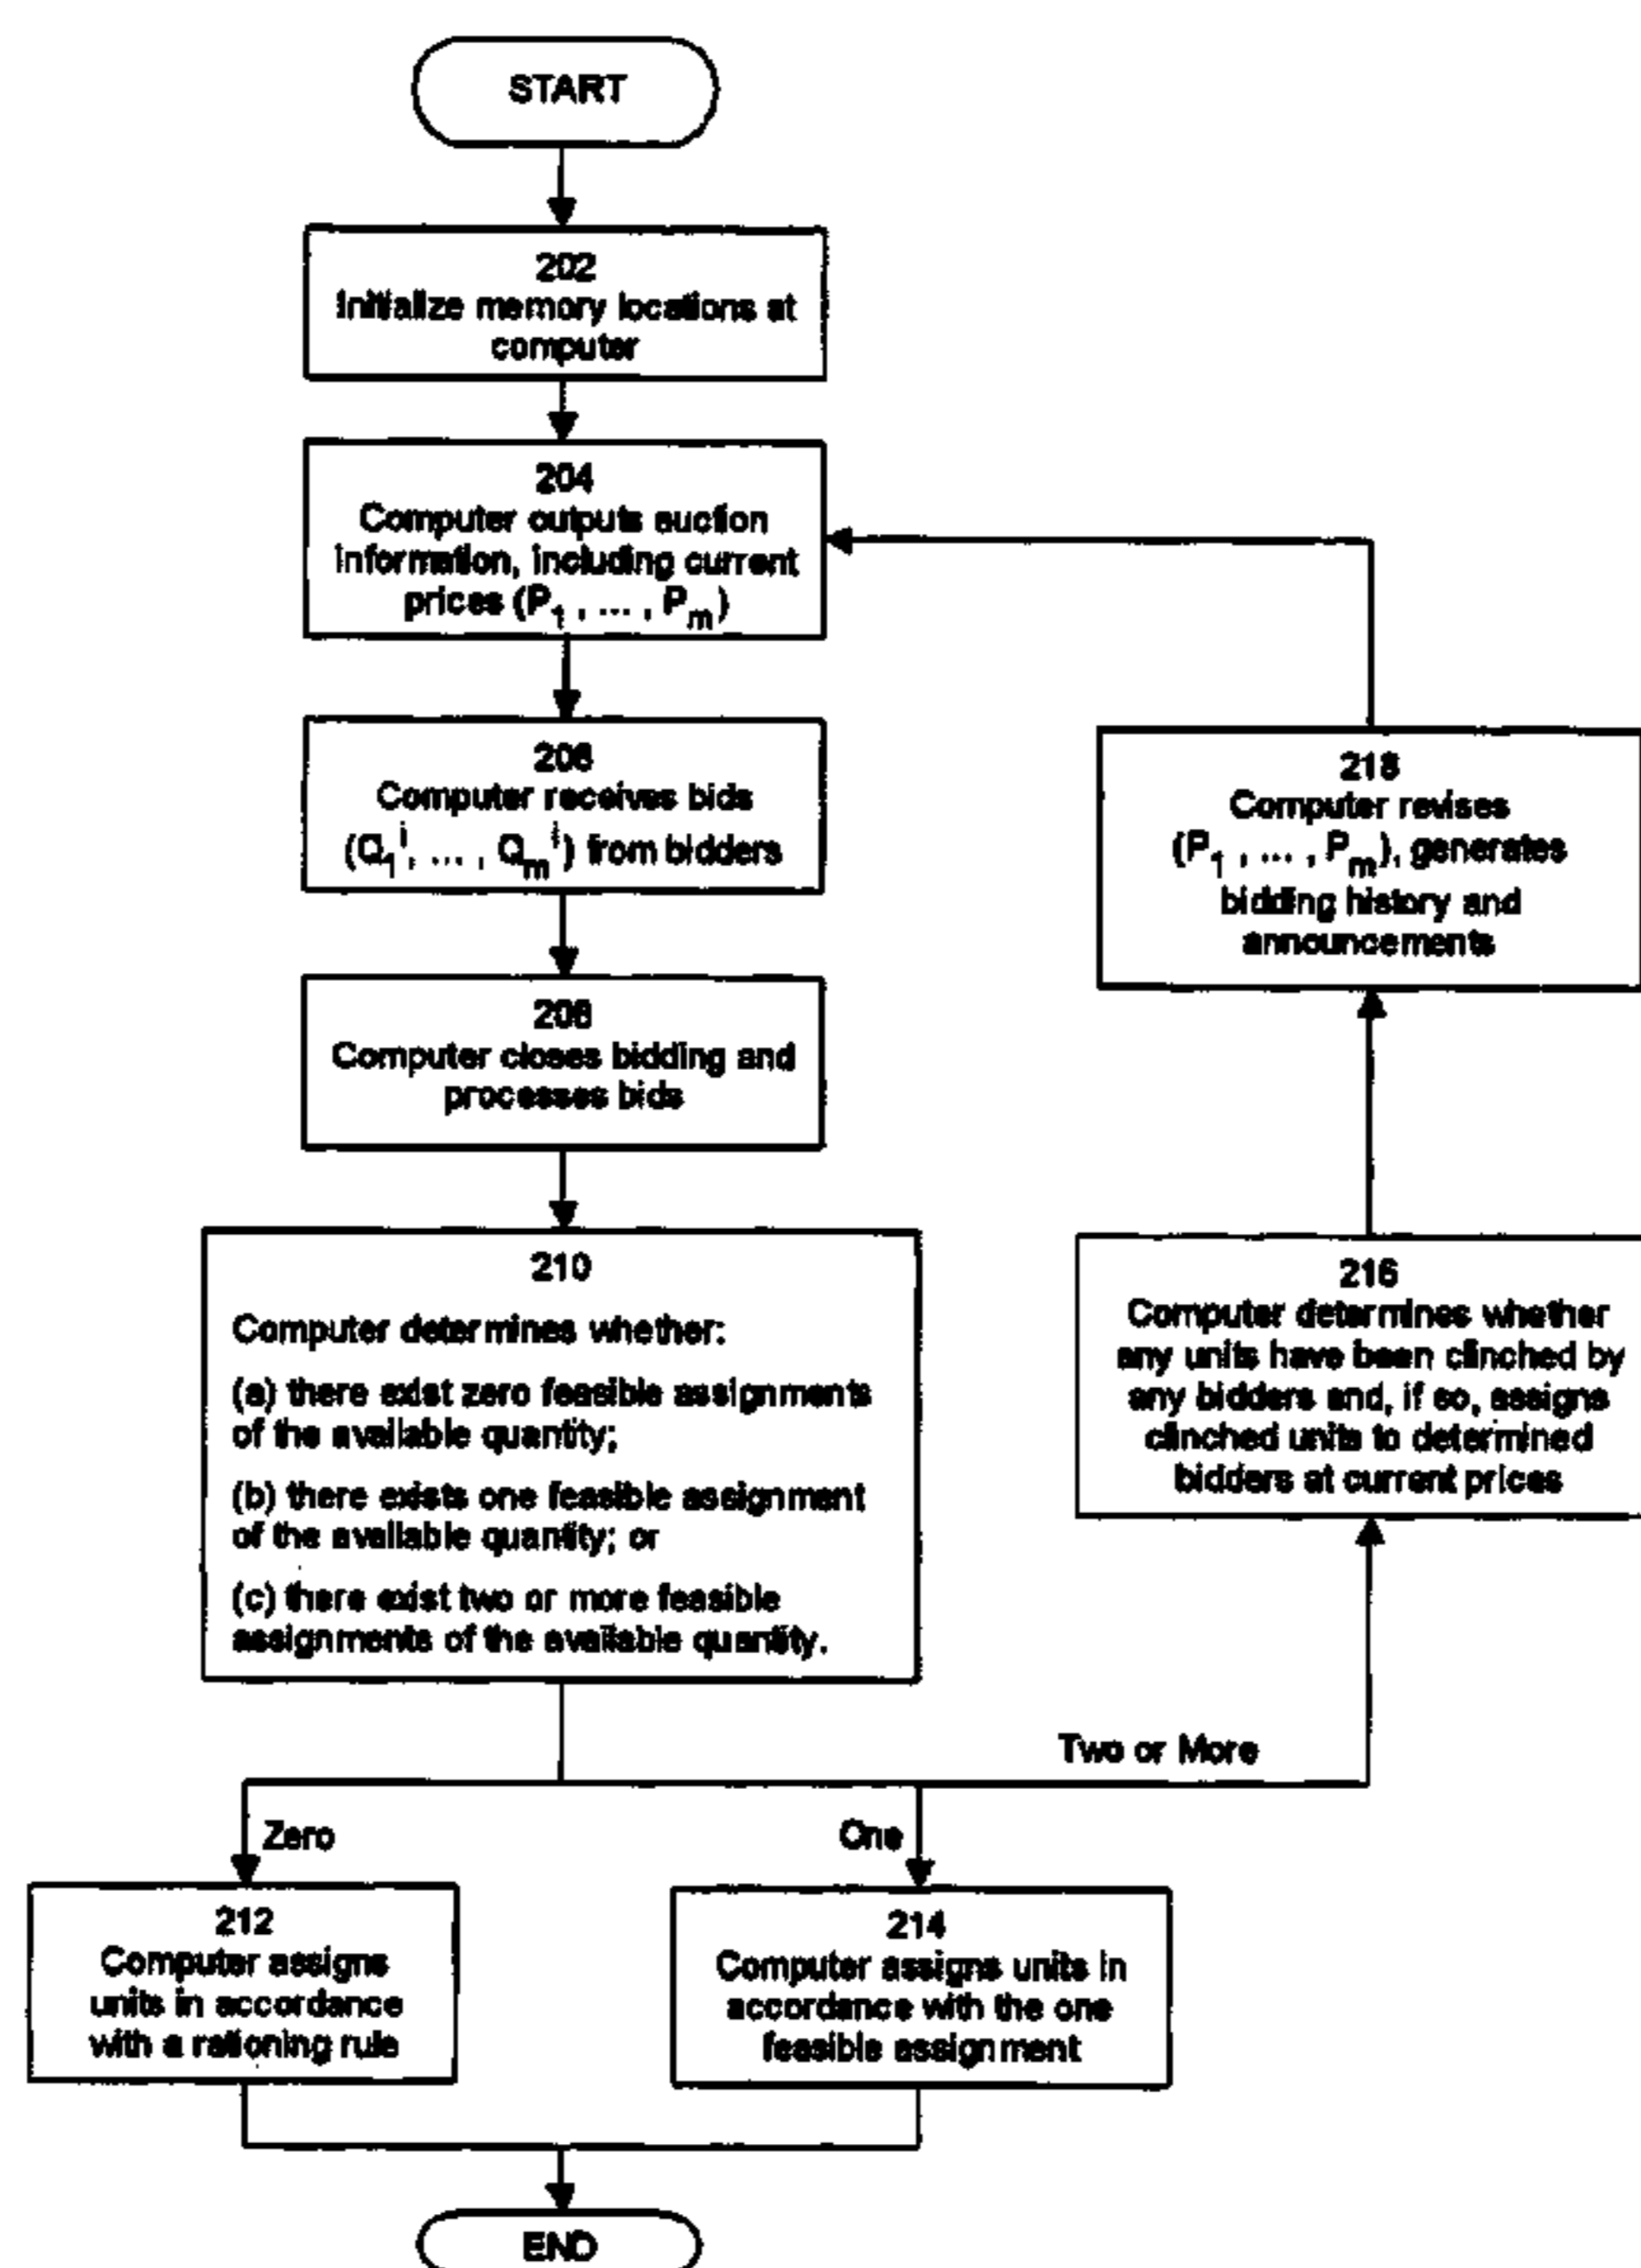 START
202
Initialize memory locations at
computer
204
Computer outputs auction
information, including current
prices (P1 , ... , Pm)
206
Computer receives bids
(Q1^i, ... , Qm^i) from bidders
208
Computer closes bidding and
processes bids
210
Computer determines whether:
(a) there exist zero feasible assignments
of the available quantity;
(b) there exists one feasible assignment
of the available quantity; or
(c) there exist two or more feasible
assignments of the available quantity.
218
Computer revises
(P1 , ... , Pm), generates
bidding history and
announcements
216
Computer determines whether
any units have been clinched by
any bidders and, if so, assigns
clinched units to determined
bidders at current prices
Two or More
Zero
One
212
Computer assigns
units in accordance
with a rationing rule
214
Computer assigns units in
accordance with the one
feasible assignment
END